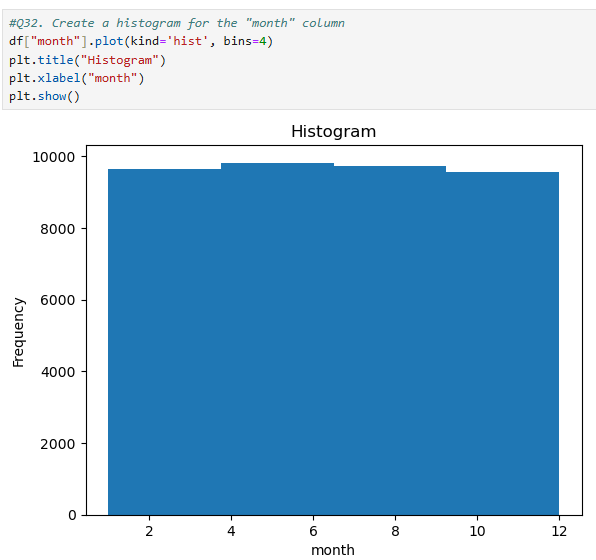 #Q32. Create a histogram for the "month" column
df["month"].plot(kind='hist', bins=4)
plt.title("Histogram")
plt.xlabel("month")
plt.show()
Histogram
10000
8000
6000
4000
2000
0
Frequency
2 4 6 8 10 12
month